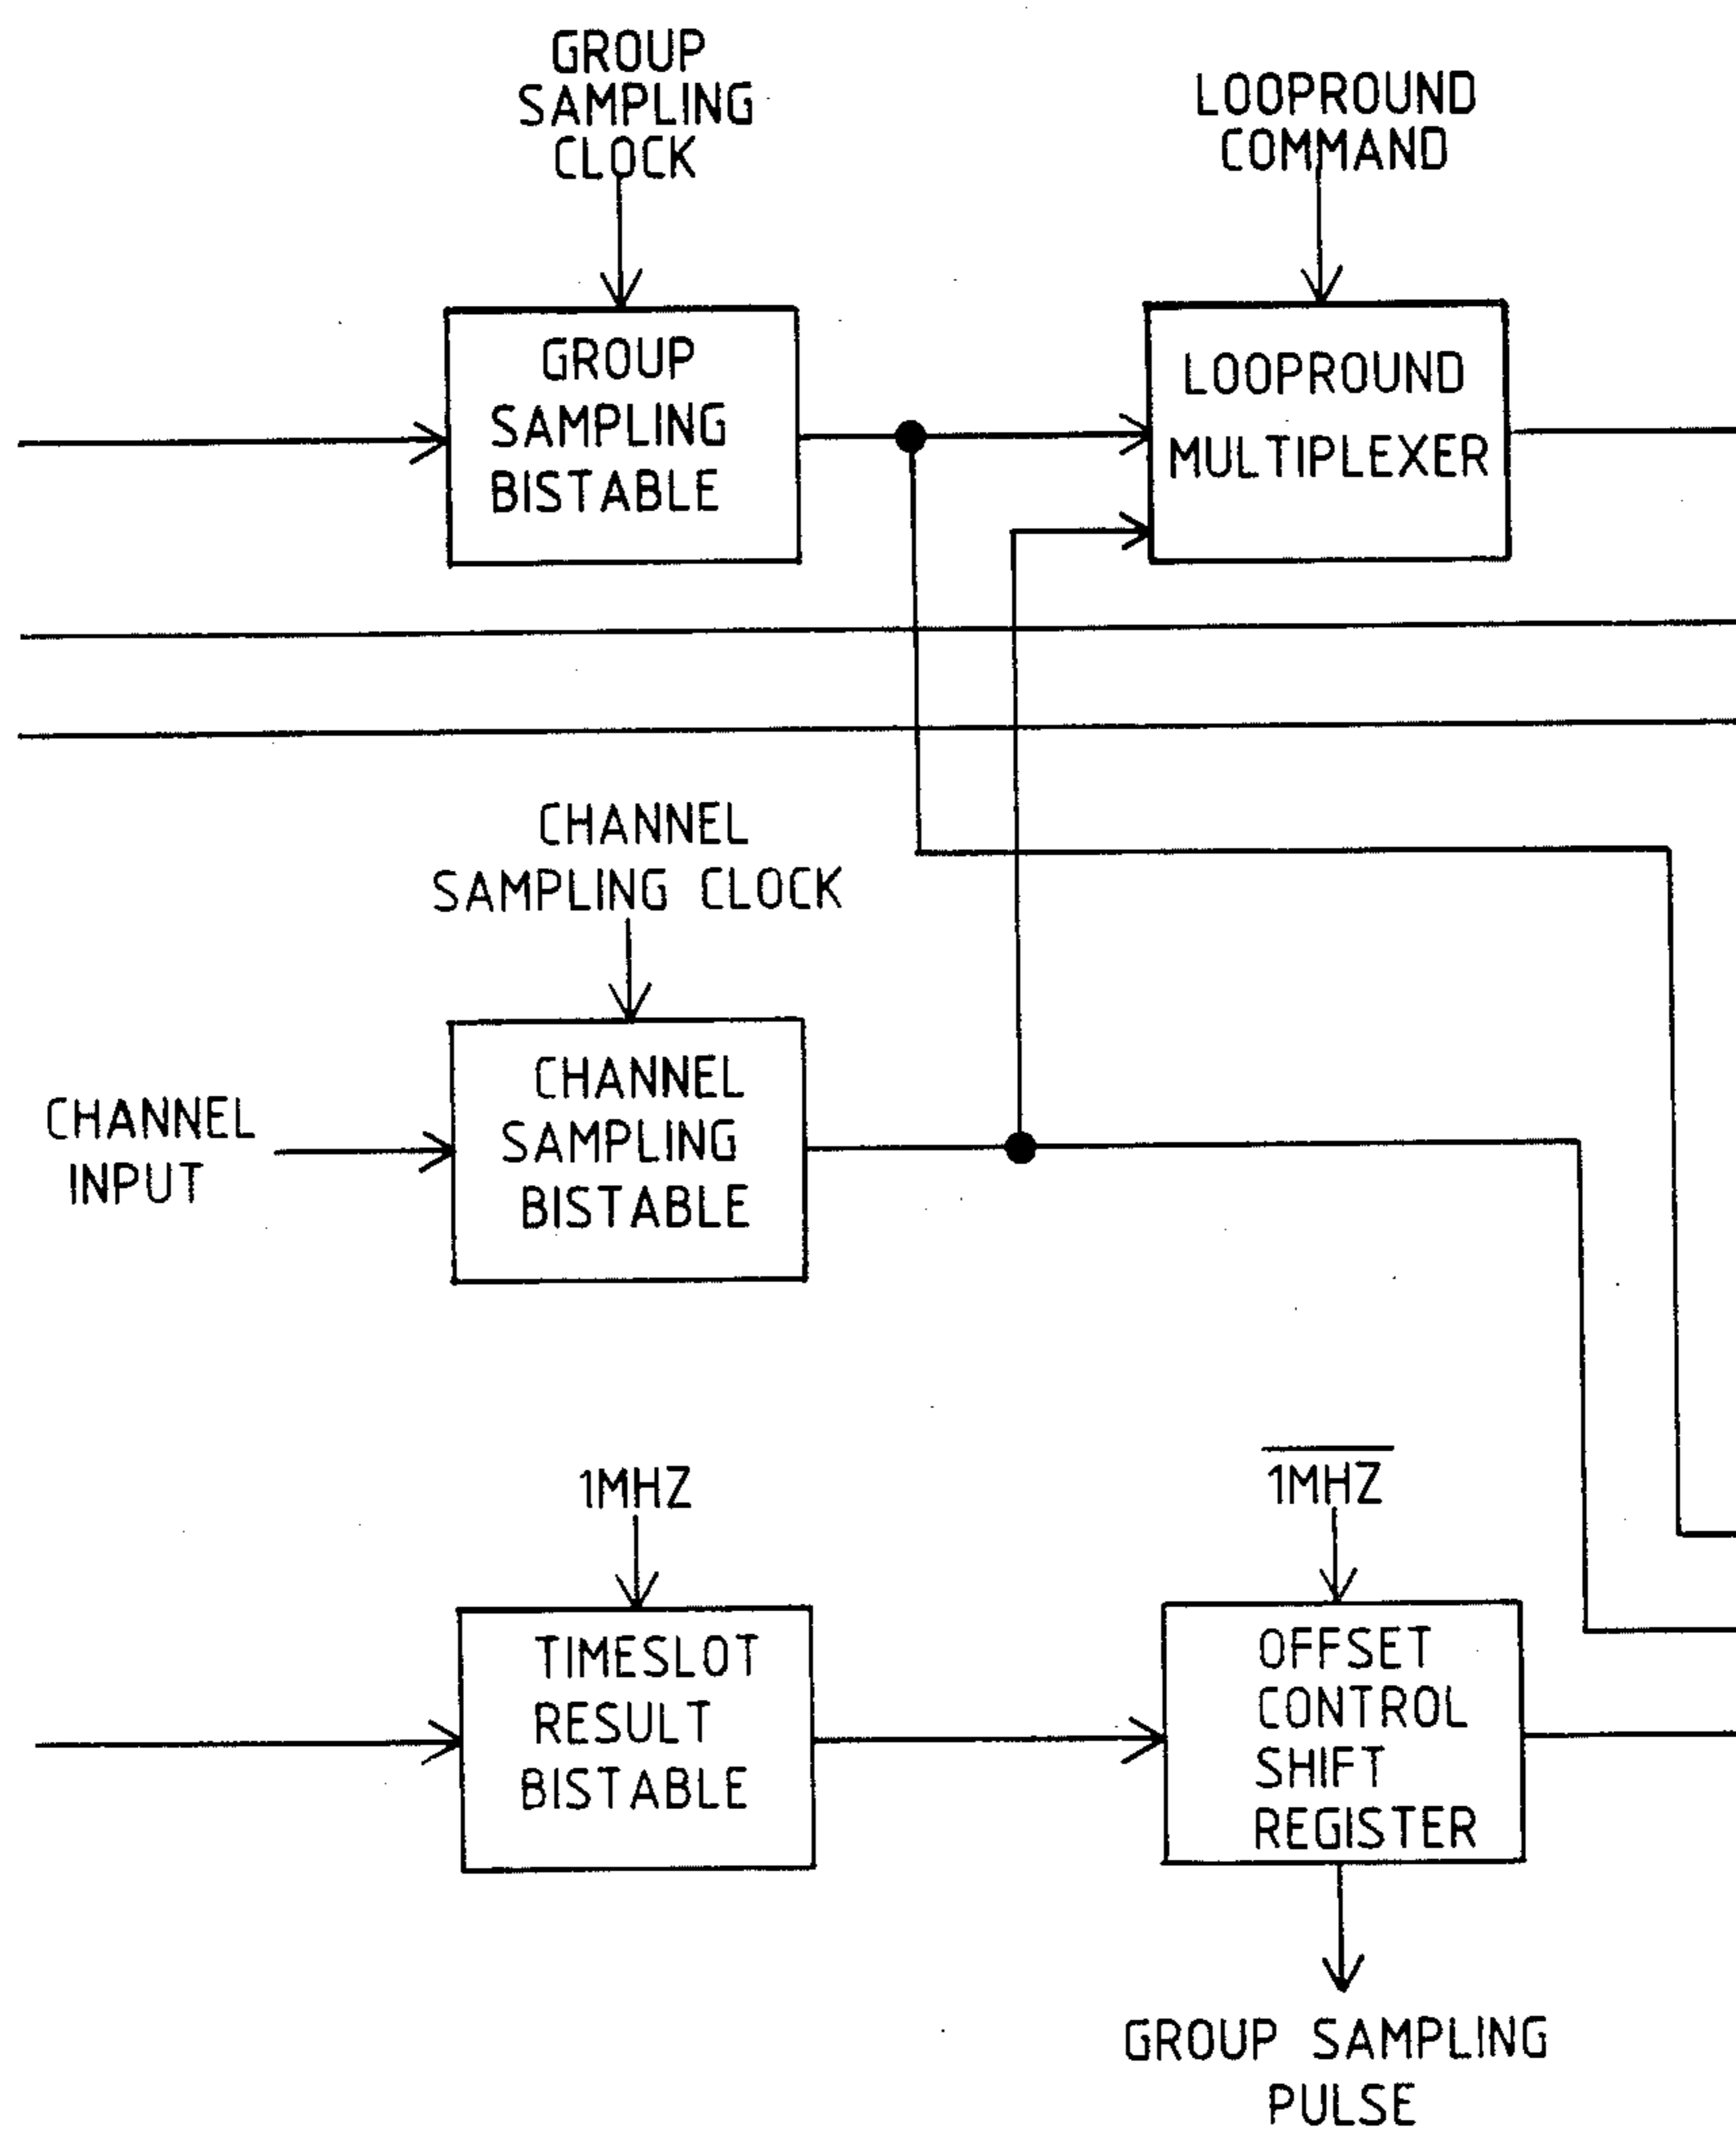 GROUP
SAMPLING
CLOCK
LOOPROUND
COMMAND
GROUP
SAMPLING
BISTABLE
LOOPROUND
MULTIPLEXER
CHANNEL
SAMPLING CLOCK
CHANNEL
INPUT
CHANNEL
SAMPLING
BISTABLE
1MHZ
1MHZ
TIMESLOT
RESULT
BISTABLE
OFFSET
CONTROL
SHIFT
REGISTER
GROUP SAMPLING
PULSE